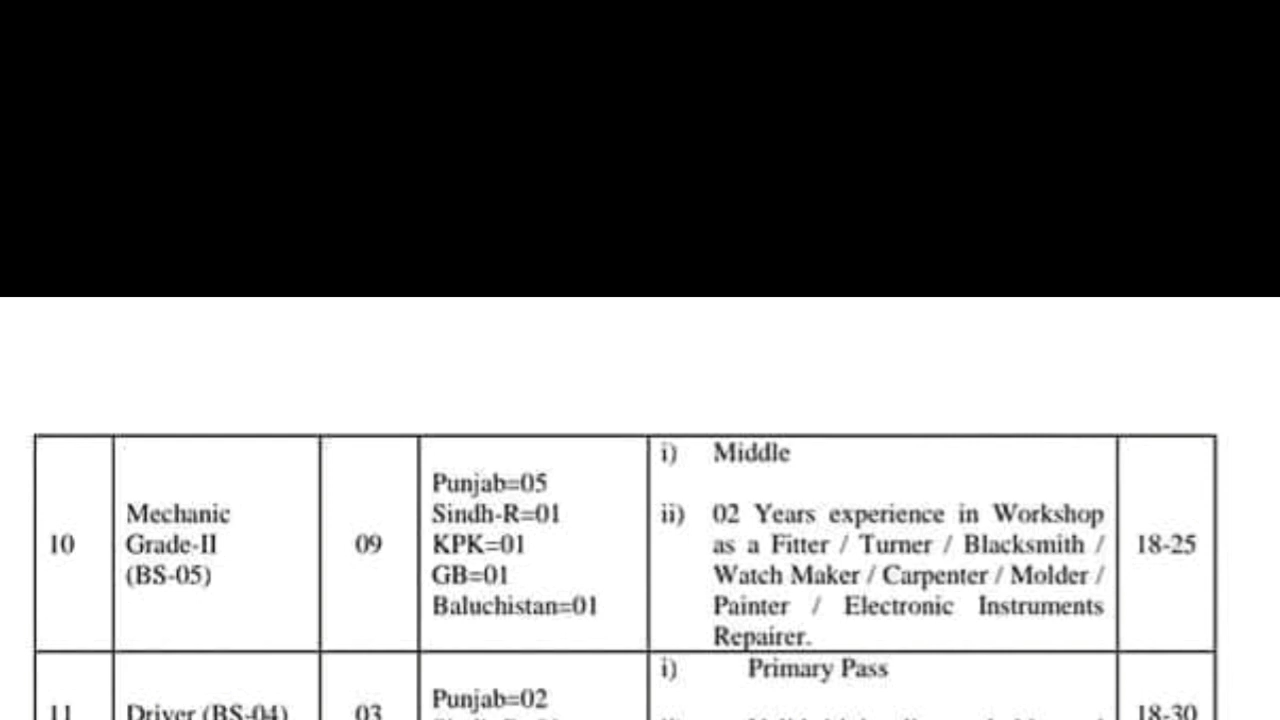 10
Mechanic
Grade-II
(BS-05)
09
Punjab=05
Sindh-R=01
KPK=01
GB=01
Baluchistan=01
i) Middle
ii) 02 Years experience in Workshop
as a Fitter / Turner / Blacksmith /
Watch Maker / Carpenter / Molder /
Painter / Electronic Instruments
Repairer.
18-25
11
Driver (BS-04)
03
Punjab=02
i) Primary Pass
18-30